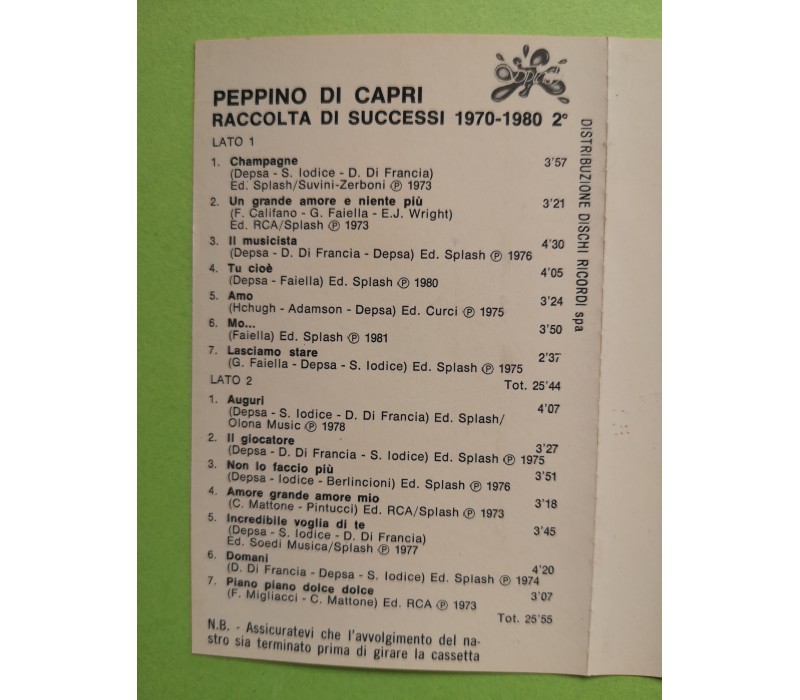 Splash
PEPPINO DI CAPRI
RACCOLTA DI SUCCESSI 1970-1980 2°
LATO 1
1. Champagne 3'57
(Depsa - S. Iodice - D. Di Francia)
Ed. Splash/Suvini-Zerboni Ⓟ 1973
2. Un grande amore e niente più 3'21
(F. Califano - G. Faiella - E.J. Wright)
Ed. RCA/Splash Ⓟ 1973
3. Il musicista 4'30
(Depsa - D. Di Francia - Depsa) Ed. Splash Ⓟ 1976
4. Tu cioè 4'05
(Depsa - Faiella) Ed. Splash Ⓟ 1980
5. Amo 3'24
(Hchugh - Adamson - Depsa) Ed. Curci Ⓟ 1975
6. Mo... 3'50
(Faiella) Ed. Splash Ⓟ 1981
7. Lasciamo stare 2'37
(G. Faiella - Depsa - S. Iodice) Ed. Splash Ⓟ 1975
Tot. 25'44
LATO 2
1. Auguri 4'07
(Depsa - S. Iodice - D. Di Francia) Ed. Splash/
Olona Music Ⓟ 1978
2. Il giocatore 3'27
(Depsa - D. Di Francia - S. Iodice) Ed. Splash Ⓟ 1975
3. Non lo faccio più 3'51
(Depsa - Iodice - Berlincioni) Ed. Splash Ⓟ 1976
4. Amore grande amore mio 3'18
(C. Mattone - Pintucci) Ed. RCA/Splash Ⓟ 1973
5. Incredibile voglia di te 3'45
(Depsa - S. Iodice - D. Di Francia)
Ed. Soedi Musica/Splash Ⓟ 1977
6. Domani 4'20
(D. Di Francia - Depsa - S. Iodice) Ed. Splash Ⓟ 1974
7. Piano piano dolce dolce 3'07
(F. Migliacci - C. Mattone) Ed. RCA Ⓟ 1973
Tot. 25'55
N.B. - Assicuratevi che l'avvolgimento del na-
stro sia terminato prima di girare la cassetta
DISTRIBUZIONE DISCHI RICORDI spa